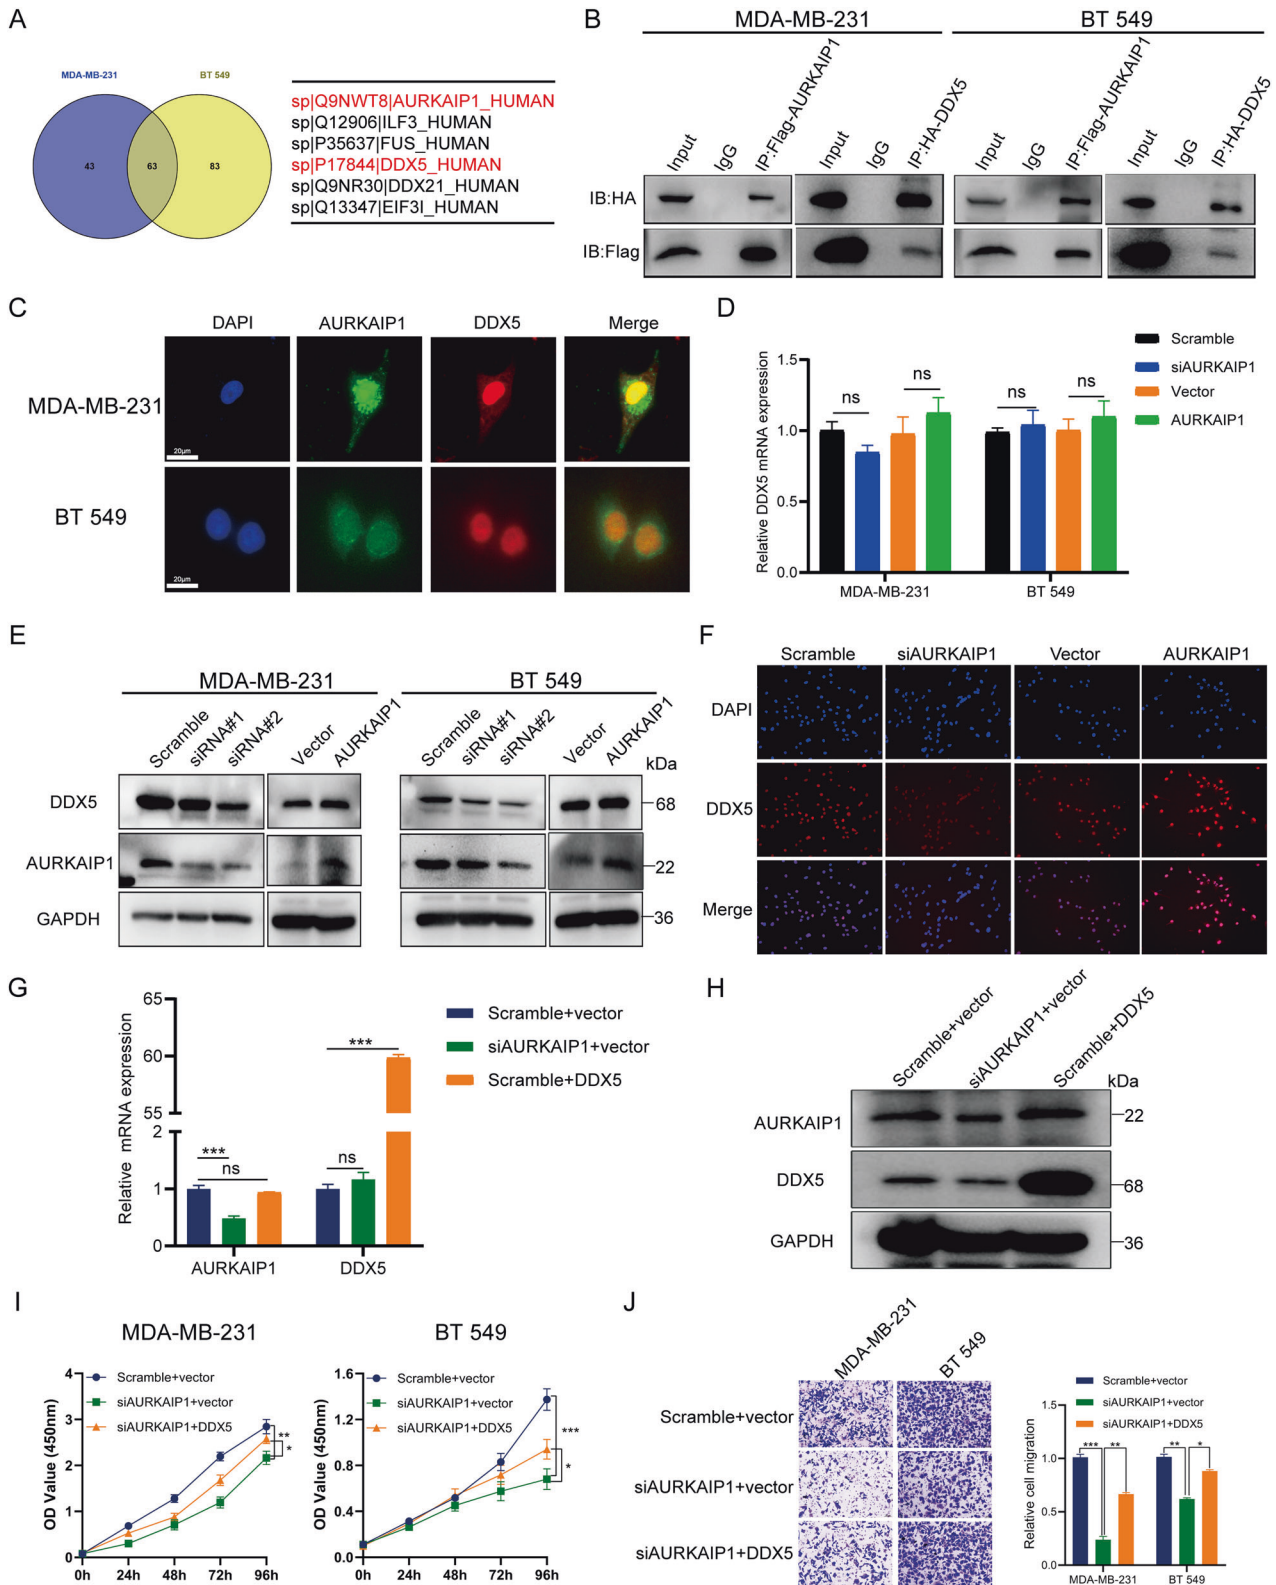 A
MDA-MB-231
BT 549
43
63
83
sp|Q9NWT8|AURKAIP1_HUMAN
sp|Q12906|ILF3_HUMAN
sp|P35637|FUS_HUMAN
sp|P17844|DDX5_HUMAN
sp|Q9NR30|DDX21_HUMAN
sp|Q13347|EIF3I_HUMAN
B
MDA-MB-231
BT 549
Input
IgG
IP:Flag-AURKAIP1
Input
IgG
IP:HA-DDX5
Input
IgG
IP:Flag-AURKAIP1
Input
IgG
IP:HA-DDX5
IB:HA
IB:Flag
C
DAPI
AURKAIP1
DDX5
Merge
MDA-MB-231
20μm
BT 549
20μm
D
Relative DDX5 mRNA expression
1.5
1.0
0.5
0.0
ns
ns
ns
ns
MDA-MB-231
BT 549
Scramble
siAURKAIP1
Vector
AURKAIP1
E
MDA-MB-231
BT 549
Scramble
siRNA#1
siRNA#2
Vector
AURKAIP1
Scramble
siRNA#1
siRNA#2
Vector
AURKAIP1
kDa
DDX5
68
AURKAIP1
22
GAPDH
36
F
Scramble
siAURKAIP1
Vector
AURKAIP1
DAPI
DDX5
Merge
G
Relative mRNA expression
65
60
55
2
1
0
***
ns
ns
***
AURKAIP1
DDX5
Scramble+vector
siAURKAIP1+vector
Scramble+DDX5
H
Scramble+vector
siAURKAIP1+vector
Scramble+DDX5
kDa
AURKAIP1
22
DDX5
68
GAPDH
36
I
MDA-MB-231
OD Value (450nm)
4
3
2
1
0
0h
24h
48h
72h
96h
Scramble+vector
siAURKAIP1+vector
siAURKAIP1+DDX5
**
*
BT 549
OD Value (450nm)
1.6
1.2
0.8
0.4
0.0
0h
24h
48h
72h
96h
Scramble+vector
siAURKAIP1+vector
siAURKAIP1+DDX5
***
*
J
MDA-MB-231
BT 549
Scramble+vector
siAURKAIP1+vector
siAURKAIP1+DDX5
Scramble+vector
siAURKAIP1+vector
siAURKAIP1+DDX5
Relative cell migration
1.5
1.0
0.5
0.0
***
**
**
*
MDA-MB-231
BT 549